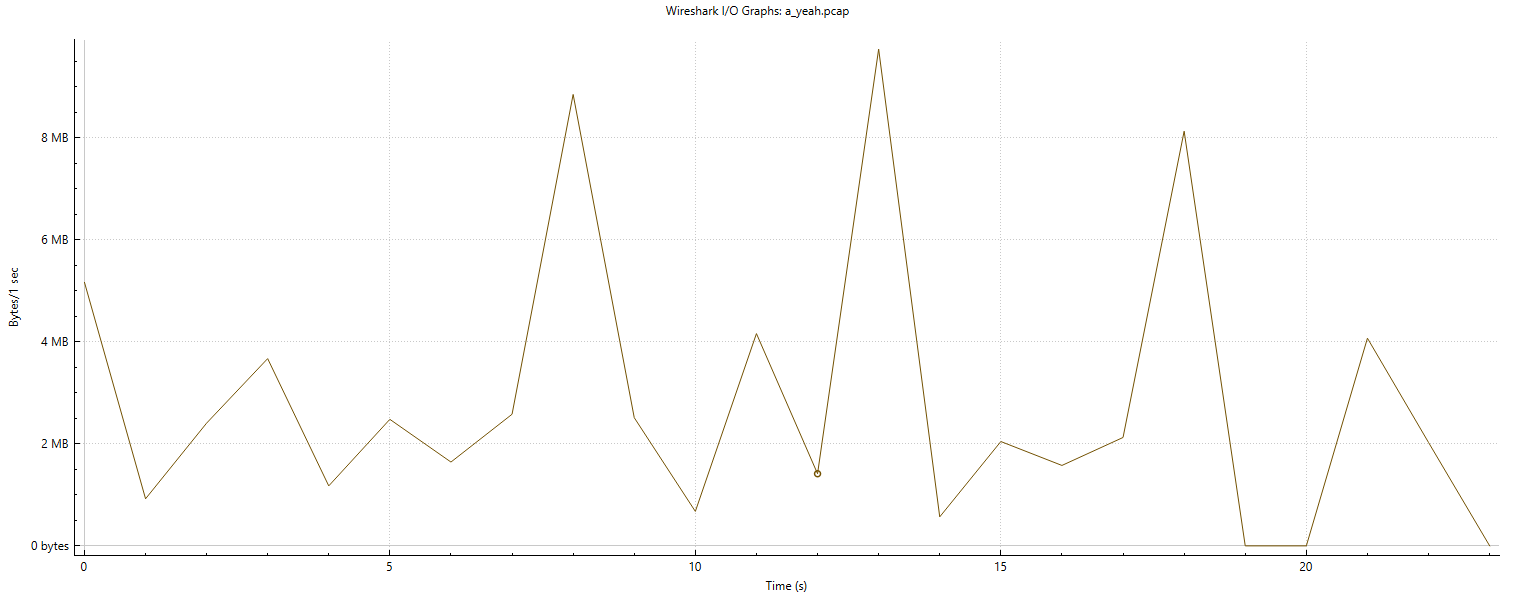 Wireshark I/O Graphs: a_yeah.pcap
Bytes/1 sec
8 MB
6 MB
4 MB
2 MB
0 bytes
0 5 10 15 20
Time (s)